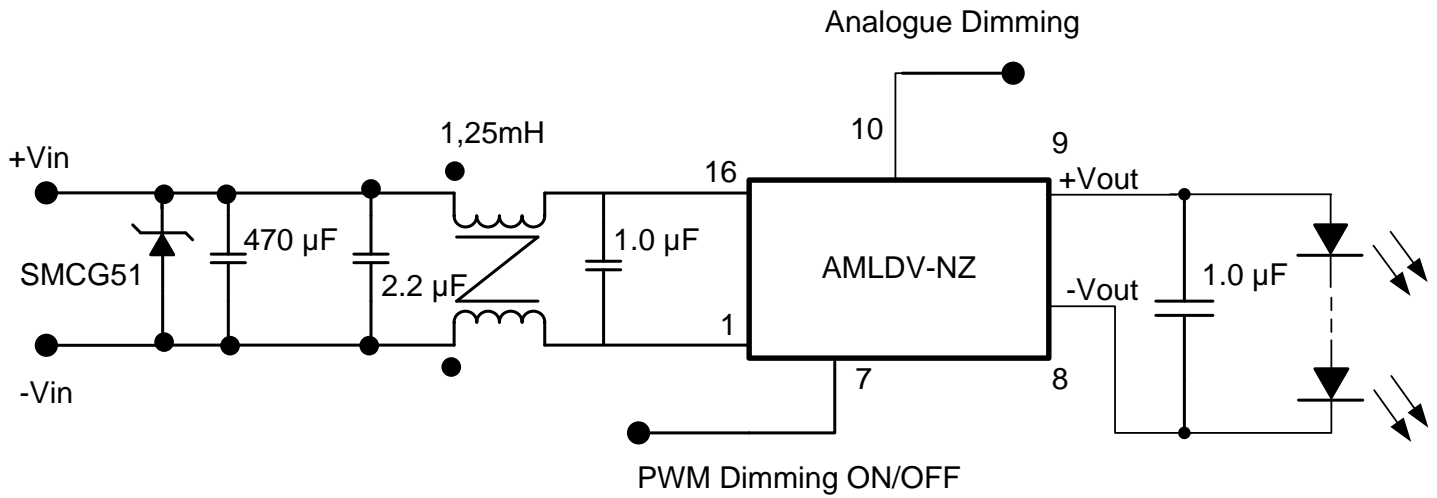 Analogue Dimming
10
9
1,25mH
+Vin
16
+Vout
470 µF
1.0 µF
SMCG51
2.2 µF
AMLDV-NZ
1.0 µF
-Vout
1
-Vin
7
8
PWM Dimming ON/OFF